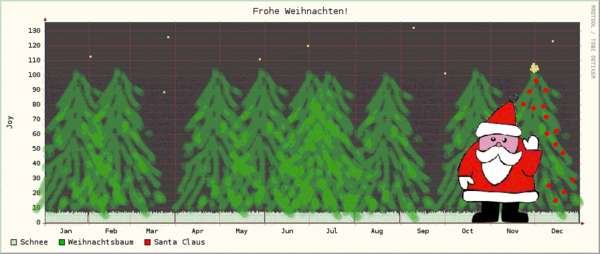 Frohe Weihnachten!
RRDTOOL / TOBI OETIKER
Joy
130
120
110
100
90
80
70
60
50
40
30
20
10
0
Jan Feb Mar Apr May Jun Jul Aug Sep Oct Nov Dec
Schnee Weihnachtsbaum Santa Claus